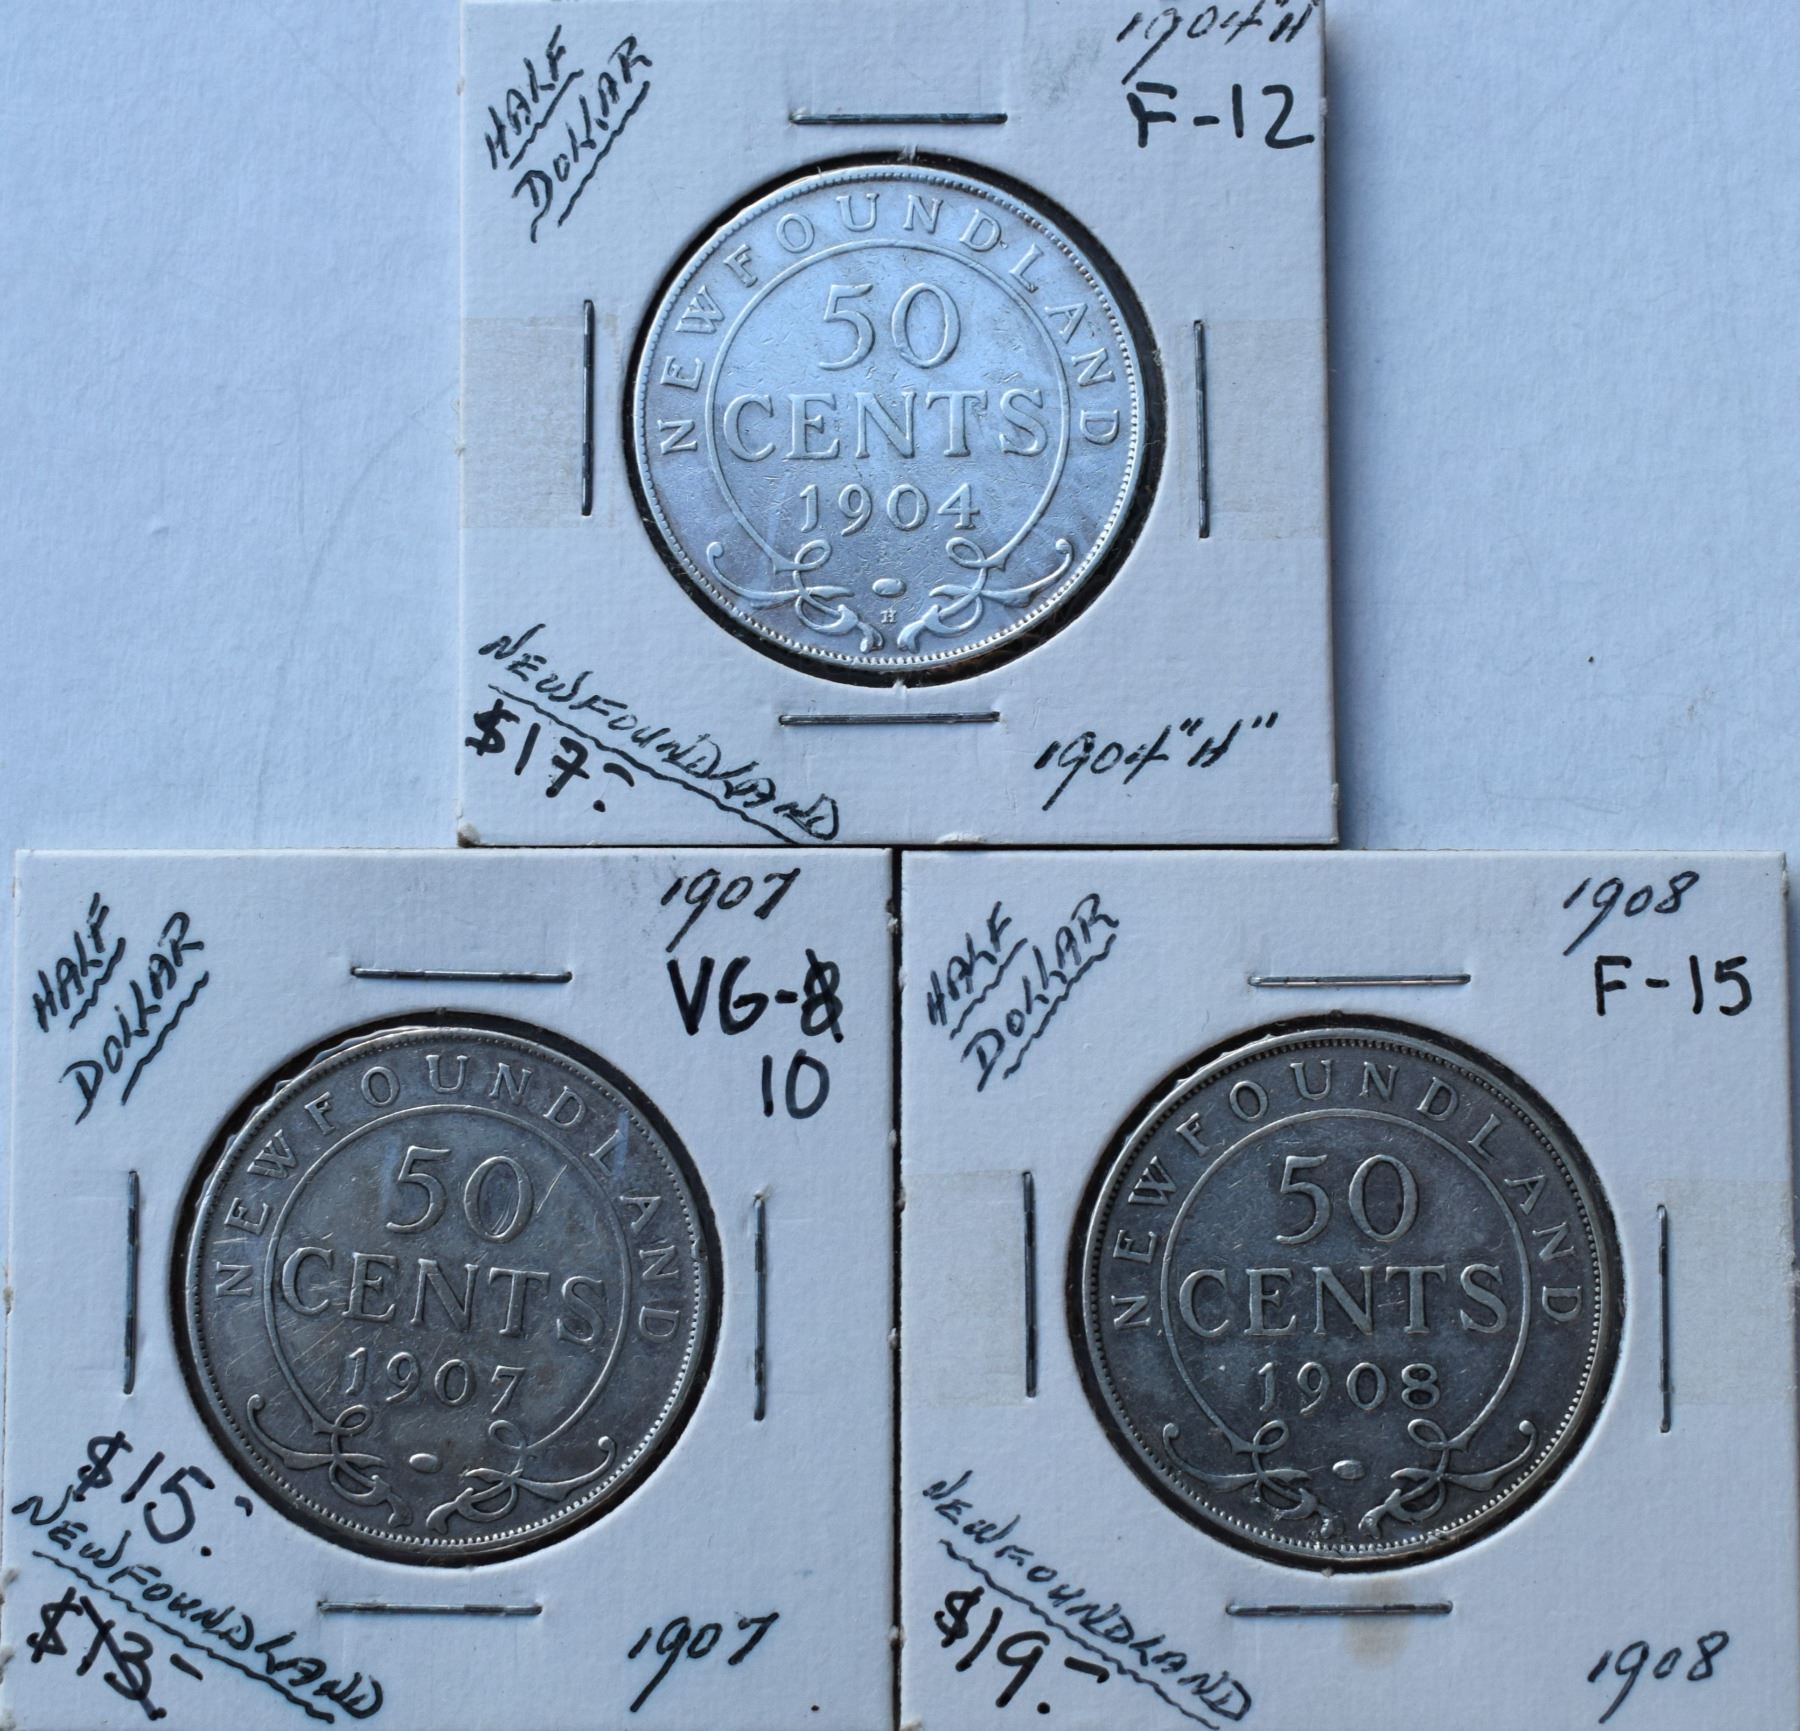 HALF
DOLLAR
1904"H"
F-12
NEWFOUNDLAND
50
CENTS
1904
H
NEWFOUNDLAND
$17.-
1904"H"
HALF
DOLLAR
1907
VG-8
10
NEWFOUNDLAND
50
CENTS
1907
$15.-
NEWFOUNDLAND
$13.-
1907
HALF
DOLLAR
1908
F-15
NEWFOUNDLAND
50
CENTS
1908
NEWFOUNDLAND
$19.-
1908